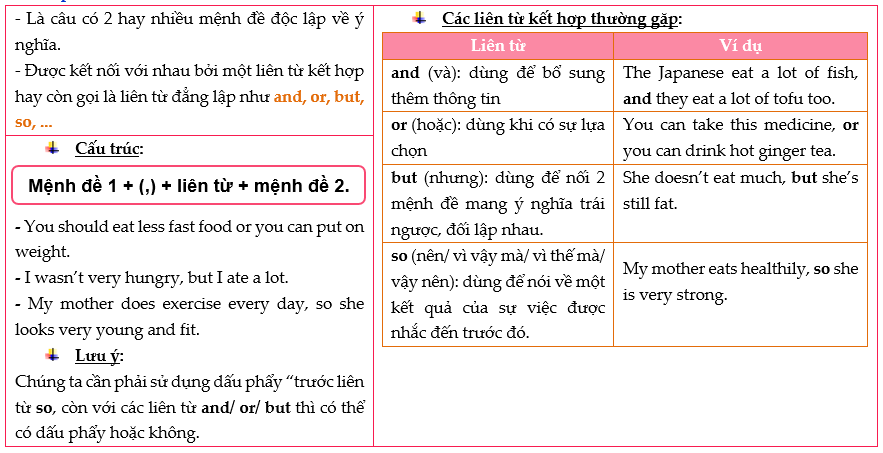 - Là câu có 2 hay nhiều mệnh đề độc lập về ý
nghĩa.
- Được kết nối với nhau bởi một liên từ kết hợp
hay còn gọi là liên từ đẳng lập như and, or, but,
so, ...
Cấu trúc:
Mệnh đề 1 + (,) + liên từ + mệnh đề 2.
- You should eat less fast food or you can put on
weight.
- I wasn’t very hungry, but I ate a lot.
- My mother does exercise every day, so she
looks very young and fit.
Lưu ý:
Chúng ta cần phải sử dụng dấu phẩy “trước liên
từ so, còn với các liên từ and/ or/ but thì có thể
có dấu phẩy hoặc không.
Các liên từ kết hợp thường gặp:
Liên từ
Ví dụ
and (và): dùng để bổ sung
thêm thông tin
The Japanese eat a lot of fish,
and they eat a lot of tofu too.
or (hoặc): dùng khi có sự lựa
chọn
You can take this medicine, or
you can drink hot ginger tea.
but (nhưng): dùng để nối 2
mệnh đề mang ý nghĩa trái
ngược, đối lập nhau.
She doesn’t eat much, but she’s
still fat.
so (nên/ vì vậy mà/ vì thế mà/
vậy nên): dùng để nói về một
kết quả của sự việc được
nhắc đến trước đó.
My mother eats healthily, so she
is very strong.